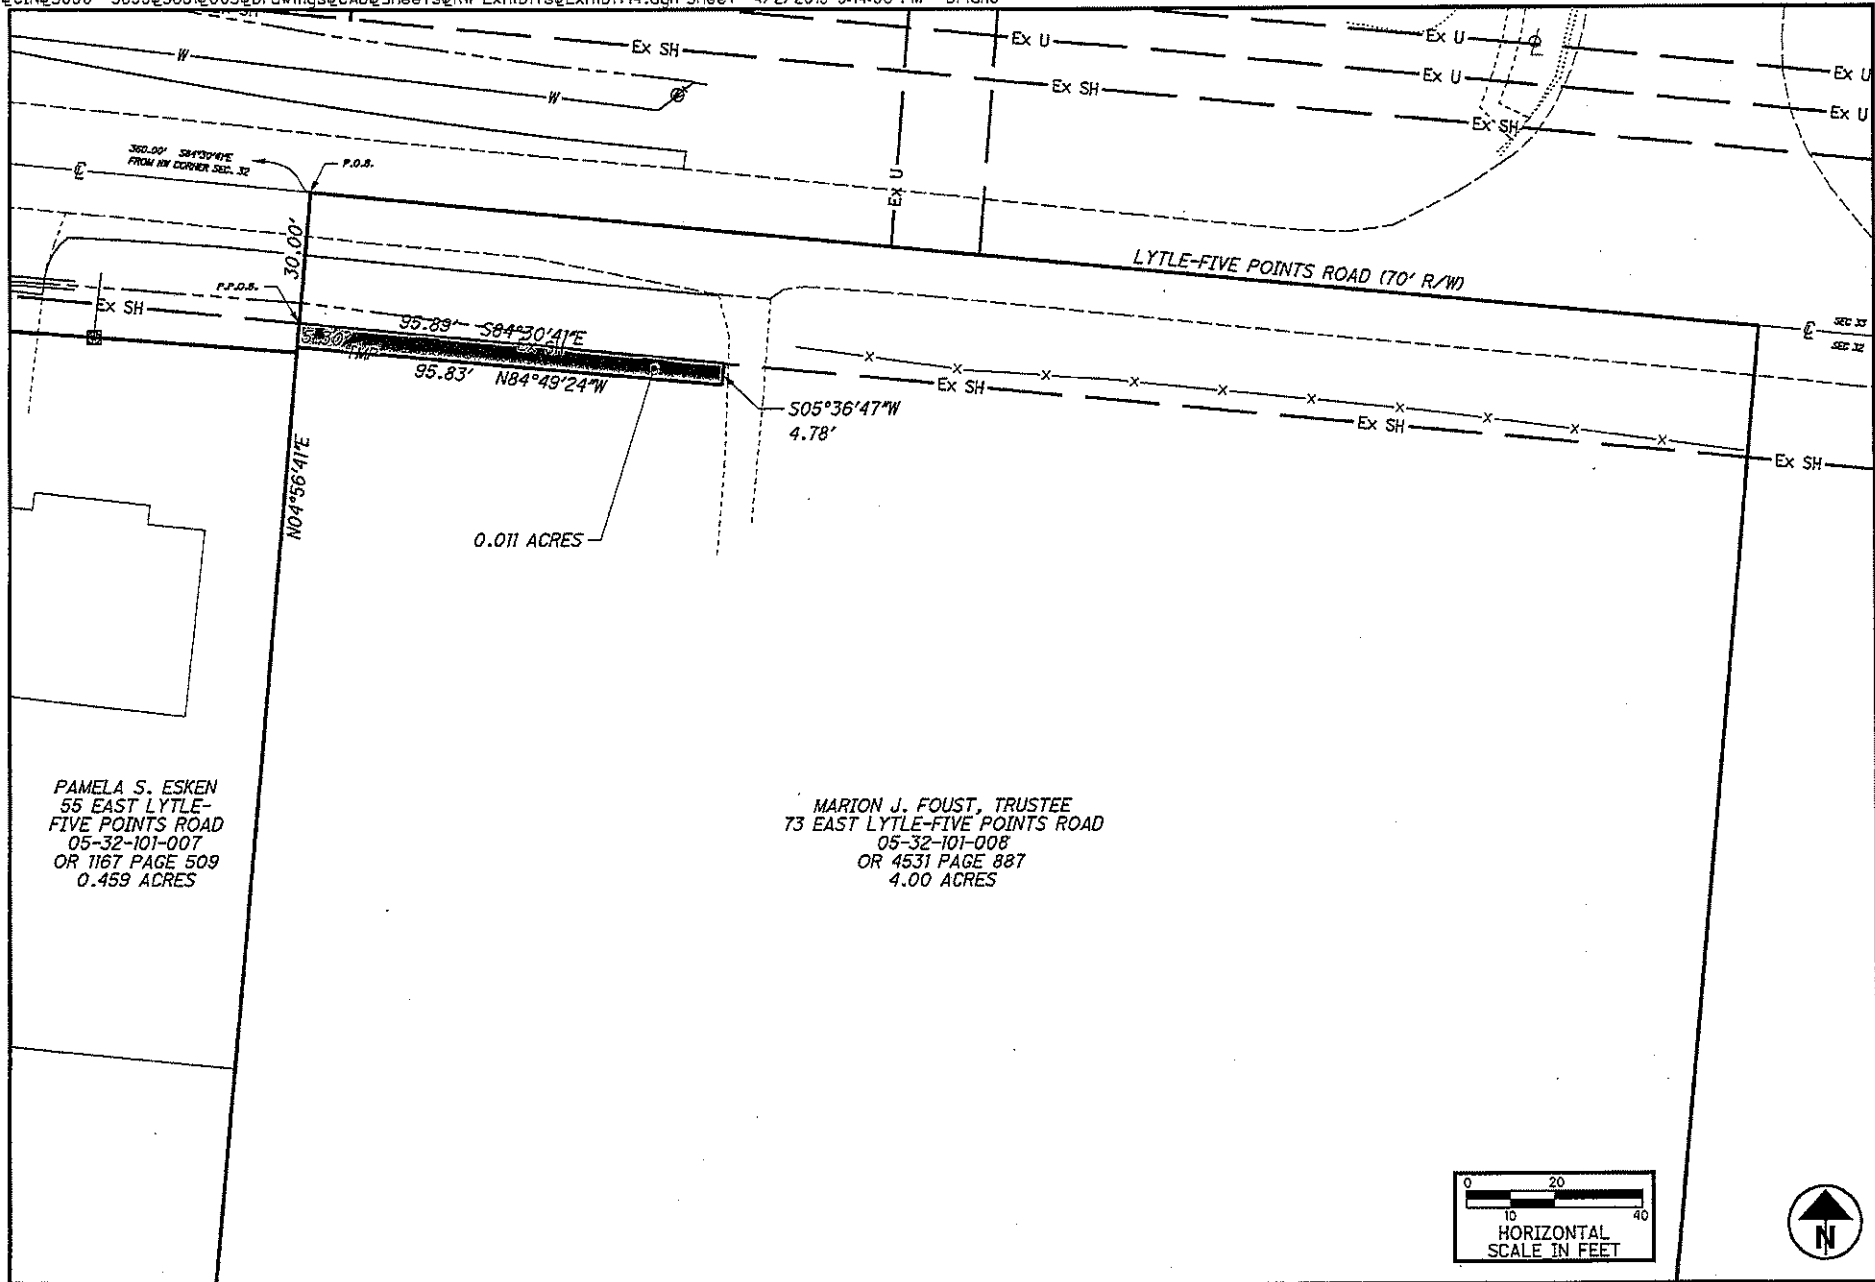 Ex SH
Ex U
Ex U
Ex U
Ex SH
Ex U
Ex U
Ex SH
W
W
360.00' S84°30'41"E
FROM NW CORNER SEC. 32
P.O.B.
℄
Ex U
30.00'
LYTLE-FIVE POINTS ROAD (70' R/W)
P.P.O.B.
Ex SH
95.89' S84°30'41"E
TMP
95.83' N84°49'24"W
S05°36'47"W
4.78'
Ex SH
Ex SH
Ex SH
℄
SEC 33
SEC 32
N04°56'41"E
0.011 ACRES
PAMELA S. ESKEN
55 EAST LYTLE-
FIVE POINTS ROAD
05-32-101-007
OR 1167 PAGE 509
0.459 ACRES
MARION J. FOUST, TRUSTEE
73 EAST LYTLE-FIVE POINTS ROAD
05-32-101-008
OR 4531 PAGE 887
4.00 ACRES
0 20
10 40
HORIZONTAL
SCALE IN FEET
N